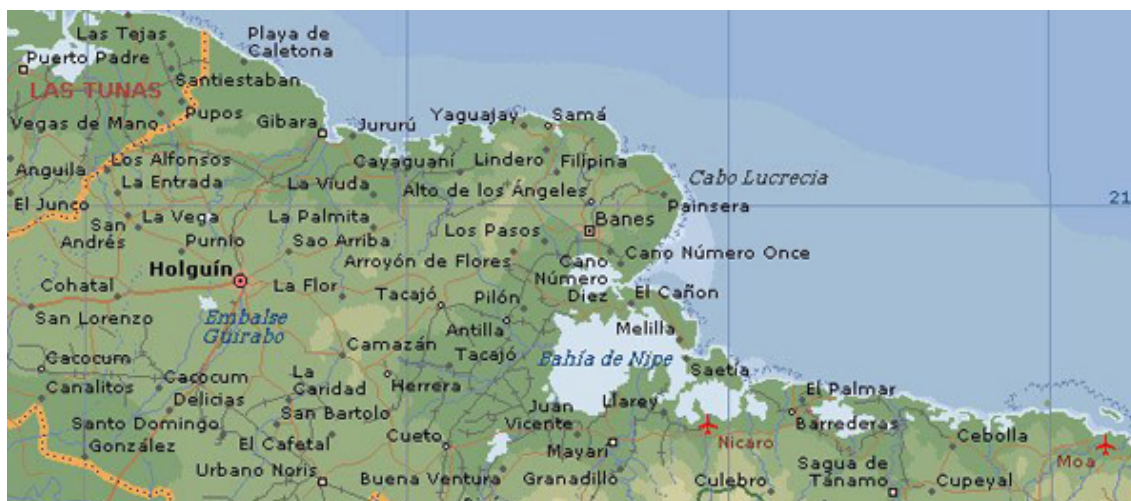 Las Tejas
Playa de
Caletona
Puerto Padre
Santiestaban
LAS TUNAS
Pupos
Vegas de Mano
Gibara
Jururú
Yaguajay
Samá
Anguila
Los Alfonsos
Cayaguaní
Lindero
Filipina
La Entrada
La Viuda
Alto de los Ángeles
Cabo Lucrecia
El Junco
Painsera
21
San
Andrés
La Vega
La Palmita
Banes
Purnio
Sao Arriba
Los Pasos
Cano Número Once
Holguín
Arroyón de Flores
Cano
Número
Diez
Cohatal
La Flor
Tacajó
Pilón
El Cañon
San Lorenzo
Embalse
Guirabo
Antilla
Melilla
Cacocum
Camazán
Tacajó
Bahía de Nipe
Saetía
Canalitos
Cacocum
La
Caridad
Herrera
El Palmar
Delicias
San Bartolo
Juan
Vicente
Llarey
Barrederas
Santo Domingo
González
El Cafetal
Cueto
Mayarí
Nicaro
Cebolla
Moa
Urbano Noris
Buena Ventura
Granadillo
Culebro
Sagua de
Tánamo
Cupeyal